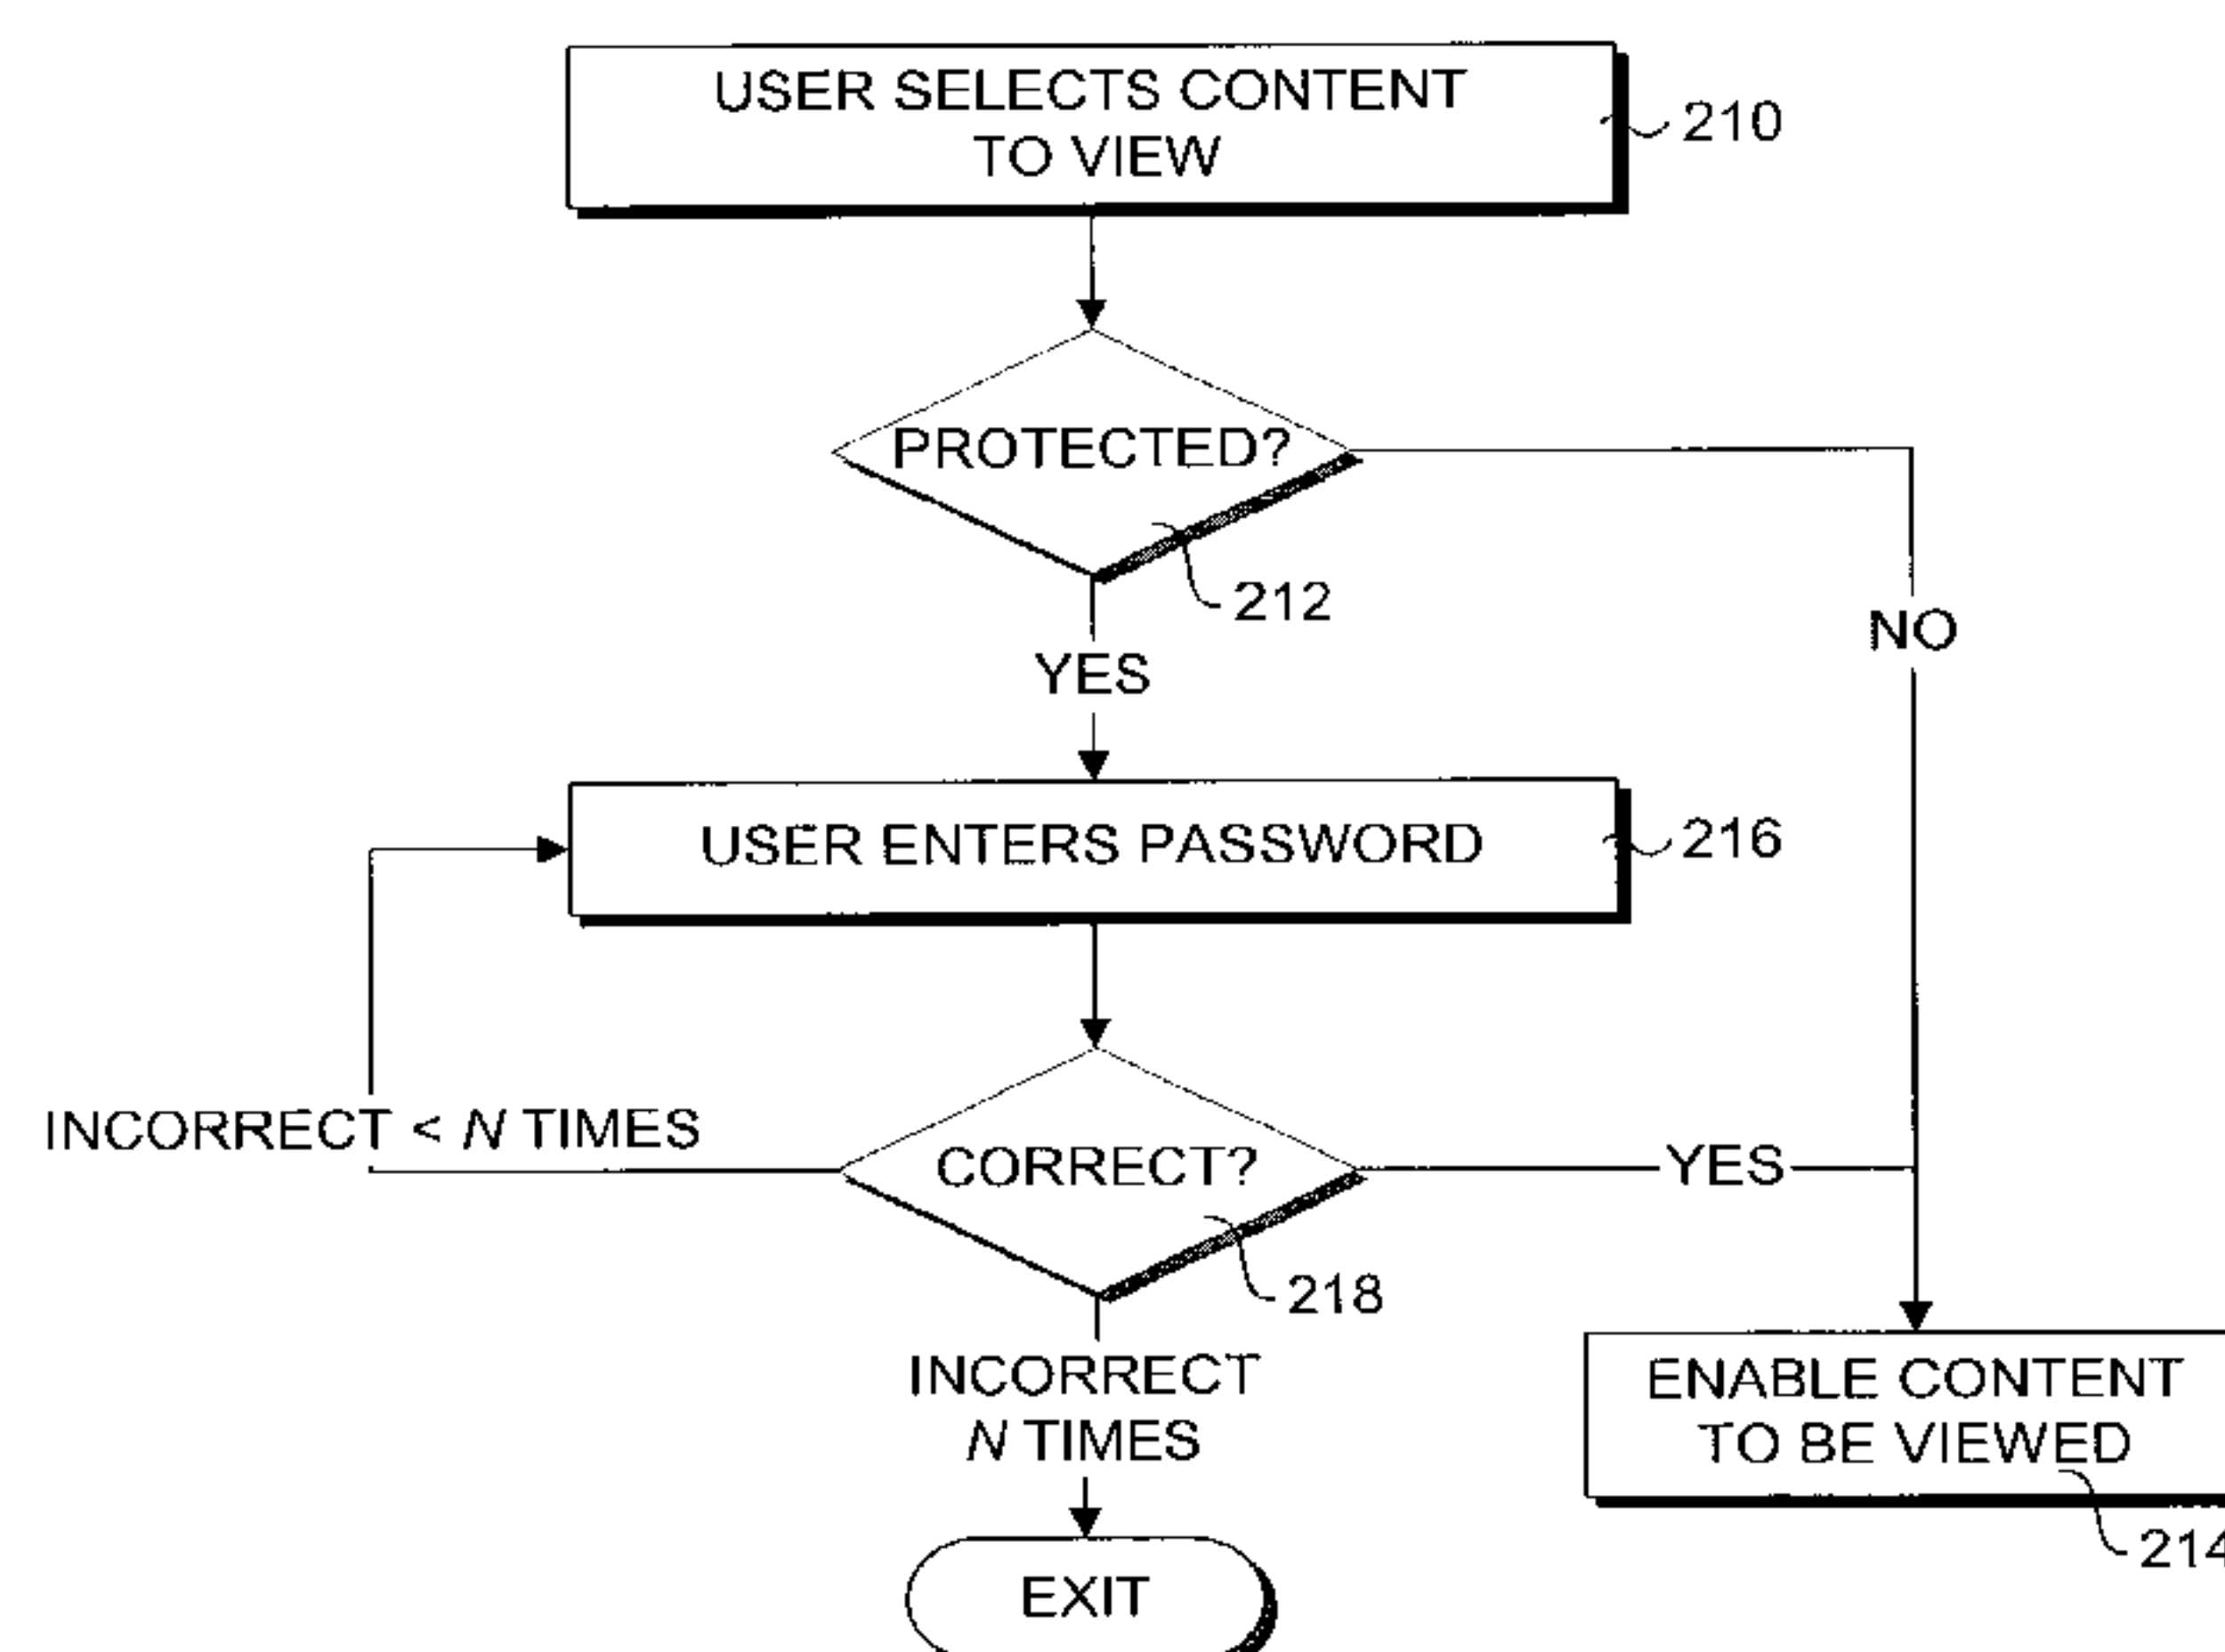 USER SELECTS CONTENT
TO VIEW
210
PROTECTED?
212
NO
YES
USER ENTERS PASSWORD
216
INCORRECT < N TIMES
CORRECT?
YES
218
INCORRECT
N TIMES
ENABLE CONTENT
TO BE VIEWED
214
EXIT